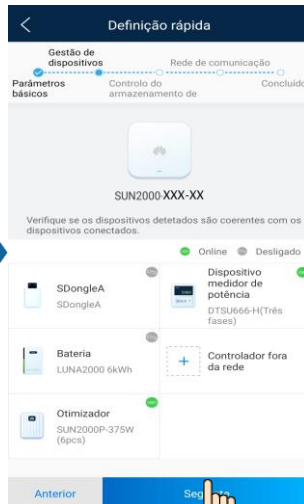 Definição rápida
Gestão de
dispositivos
Rede de comunicação
Parâmetros
básicos
Controlo do
armazenamento de
Concluído
SUN2000-XXX-XX
Verifique se os dispositivos detetados são coerentes com os
dispositivos conectados.
Online
Desligado
SDongleA
SDongleA
Dispositivo
medidor de
potência
DTSU666-H(Três
fases)
Bateria
LUNA2000 6kWh
Controlador fora
da rede
Otimizador
SUN2000P-375W
(6pcs)
Anterior